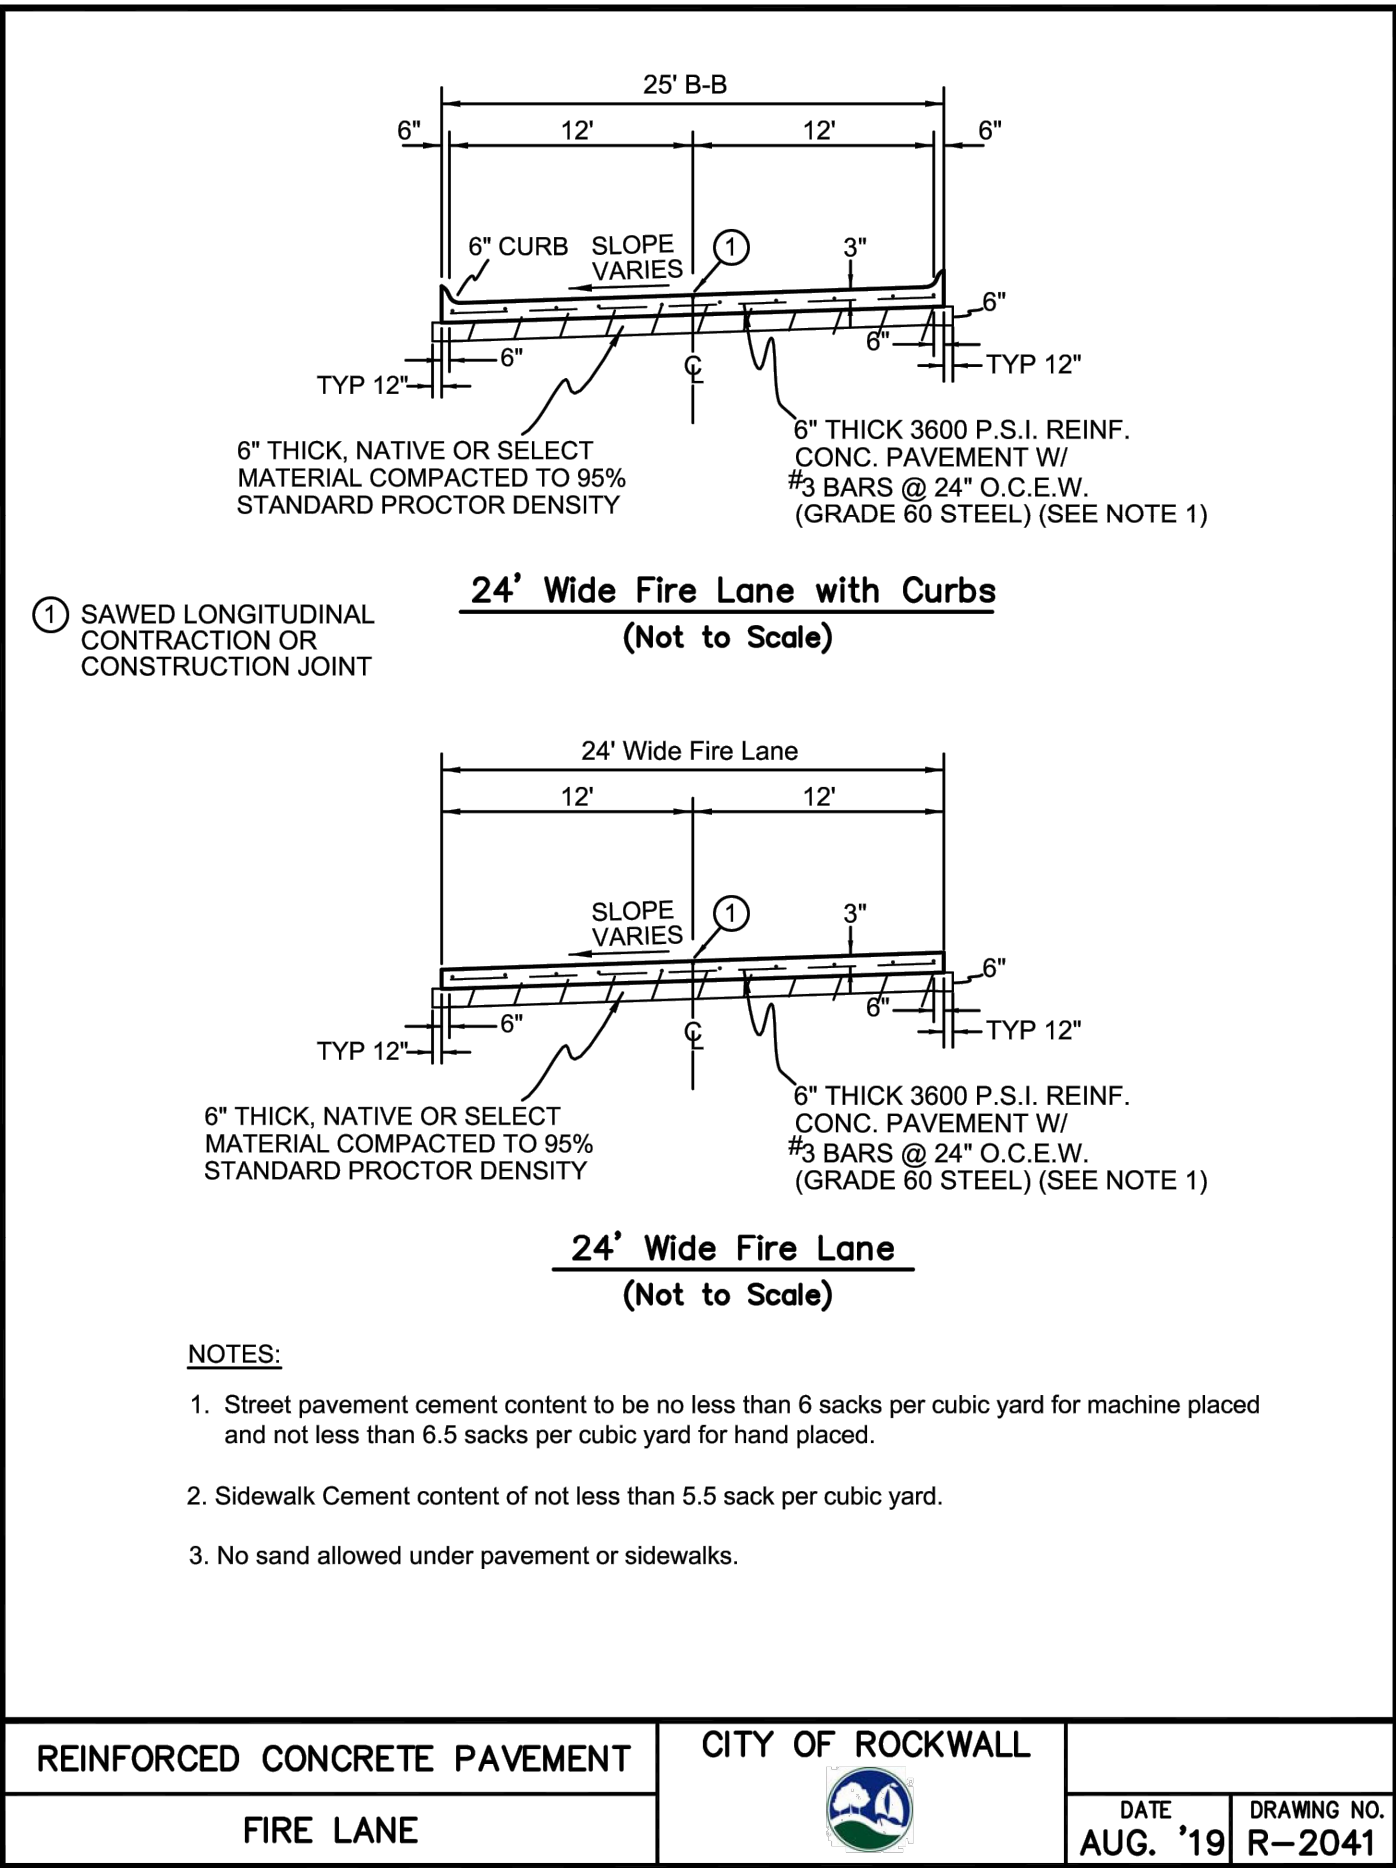 25' B-B
6" 12' 12' 6"
6" CURB
SLOPE
VARIES
1
3"
6"
6"
6"
TYP 12"
TYP 12"
CL
6" THICK, NATIVE OR SELECT
MATERIAL COMPACTED TO 95%
STANDARD PROCTOR DENSITY
6" THICK 3600 P.S.I. REINF.
CONC. PAVEMENT W/
#3 BARS @ 24" O.C.E.W.
(GRADE 60 STEEL) (SEE NOTE 1)
24' Wide Fire Lane with Curbs
(Not to Scale)
1 SAWED LONGITUDINAL
CONTRACTION OR
CONSTRUCTION JOINT
24' Wide Fire Lane
12' 12'
SLOPE
VARIES
1
3"
6"
6"
6"
TYP 12"
TYP 12"
CL
6" THICK, NATIVE OR SELECT
MATERIAL COMPACTED TO 95%
STANDARD PROCTOR DENSITY
6" THICK 3600 P.S.I. REINF.
CONC. PAVEMENT W/
#3 BARS @ 24" O.C.E.W.
(GRADE 60 STEEL) (SEE NOTE 1)
24' Wide Fire Lane
(Not to Scale)
NOTES:
1. Street pavement cement content to be no less than 6 sacks per cubic yard for machine placed
and not less than 6.5 sacks per cubic yard for hand placed.
2. Sidewalk Cement content of not less than 5.5 sack per cubic yard.
3. No sand allowed under pavement or sidewalks.
REINFORCED CONCRETE PAVEMENT
FIRE LANE
CITY OF ROCKWALL
DATE
AUG. '19
DRAWING NO.
R-2041